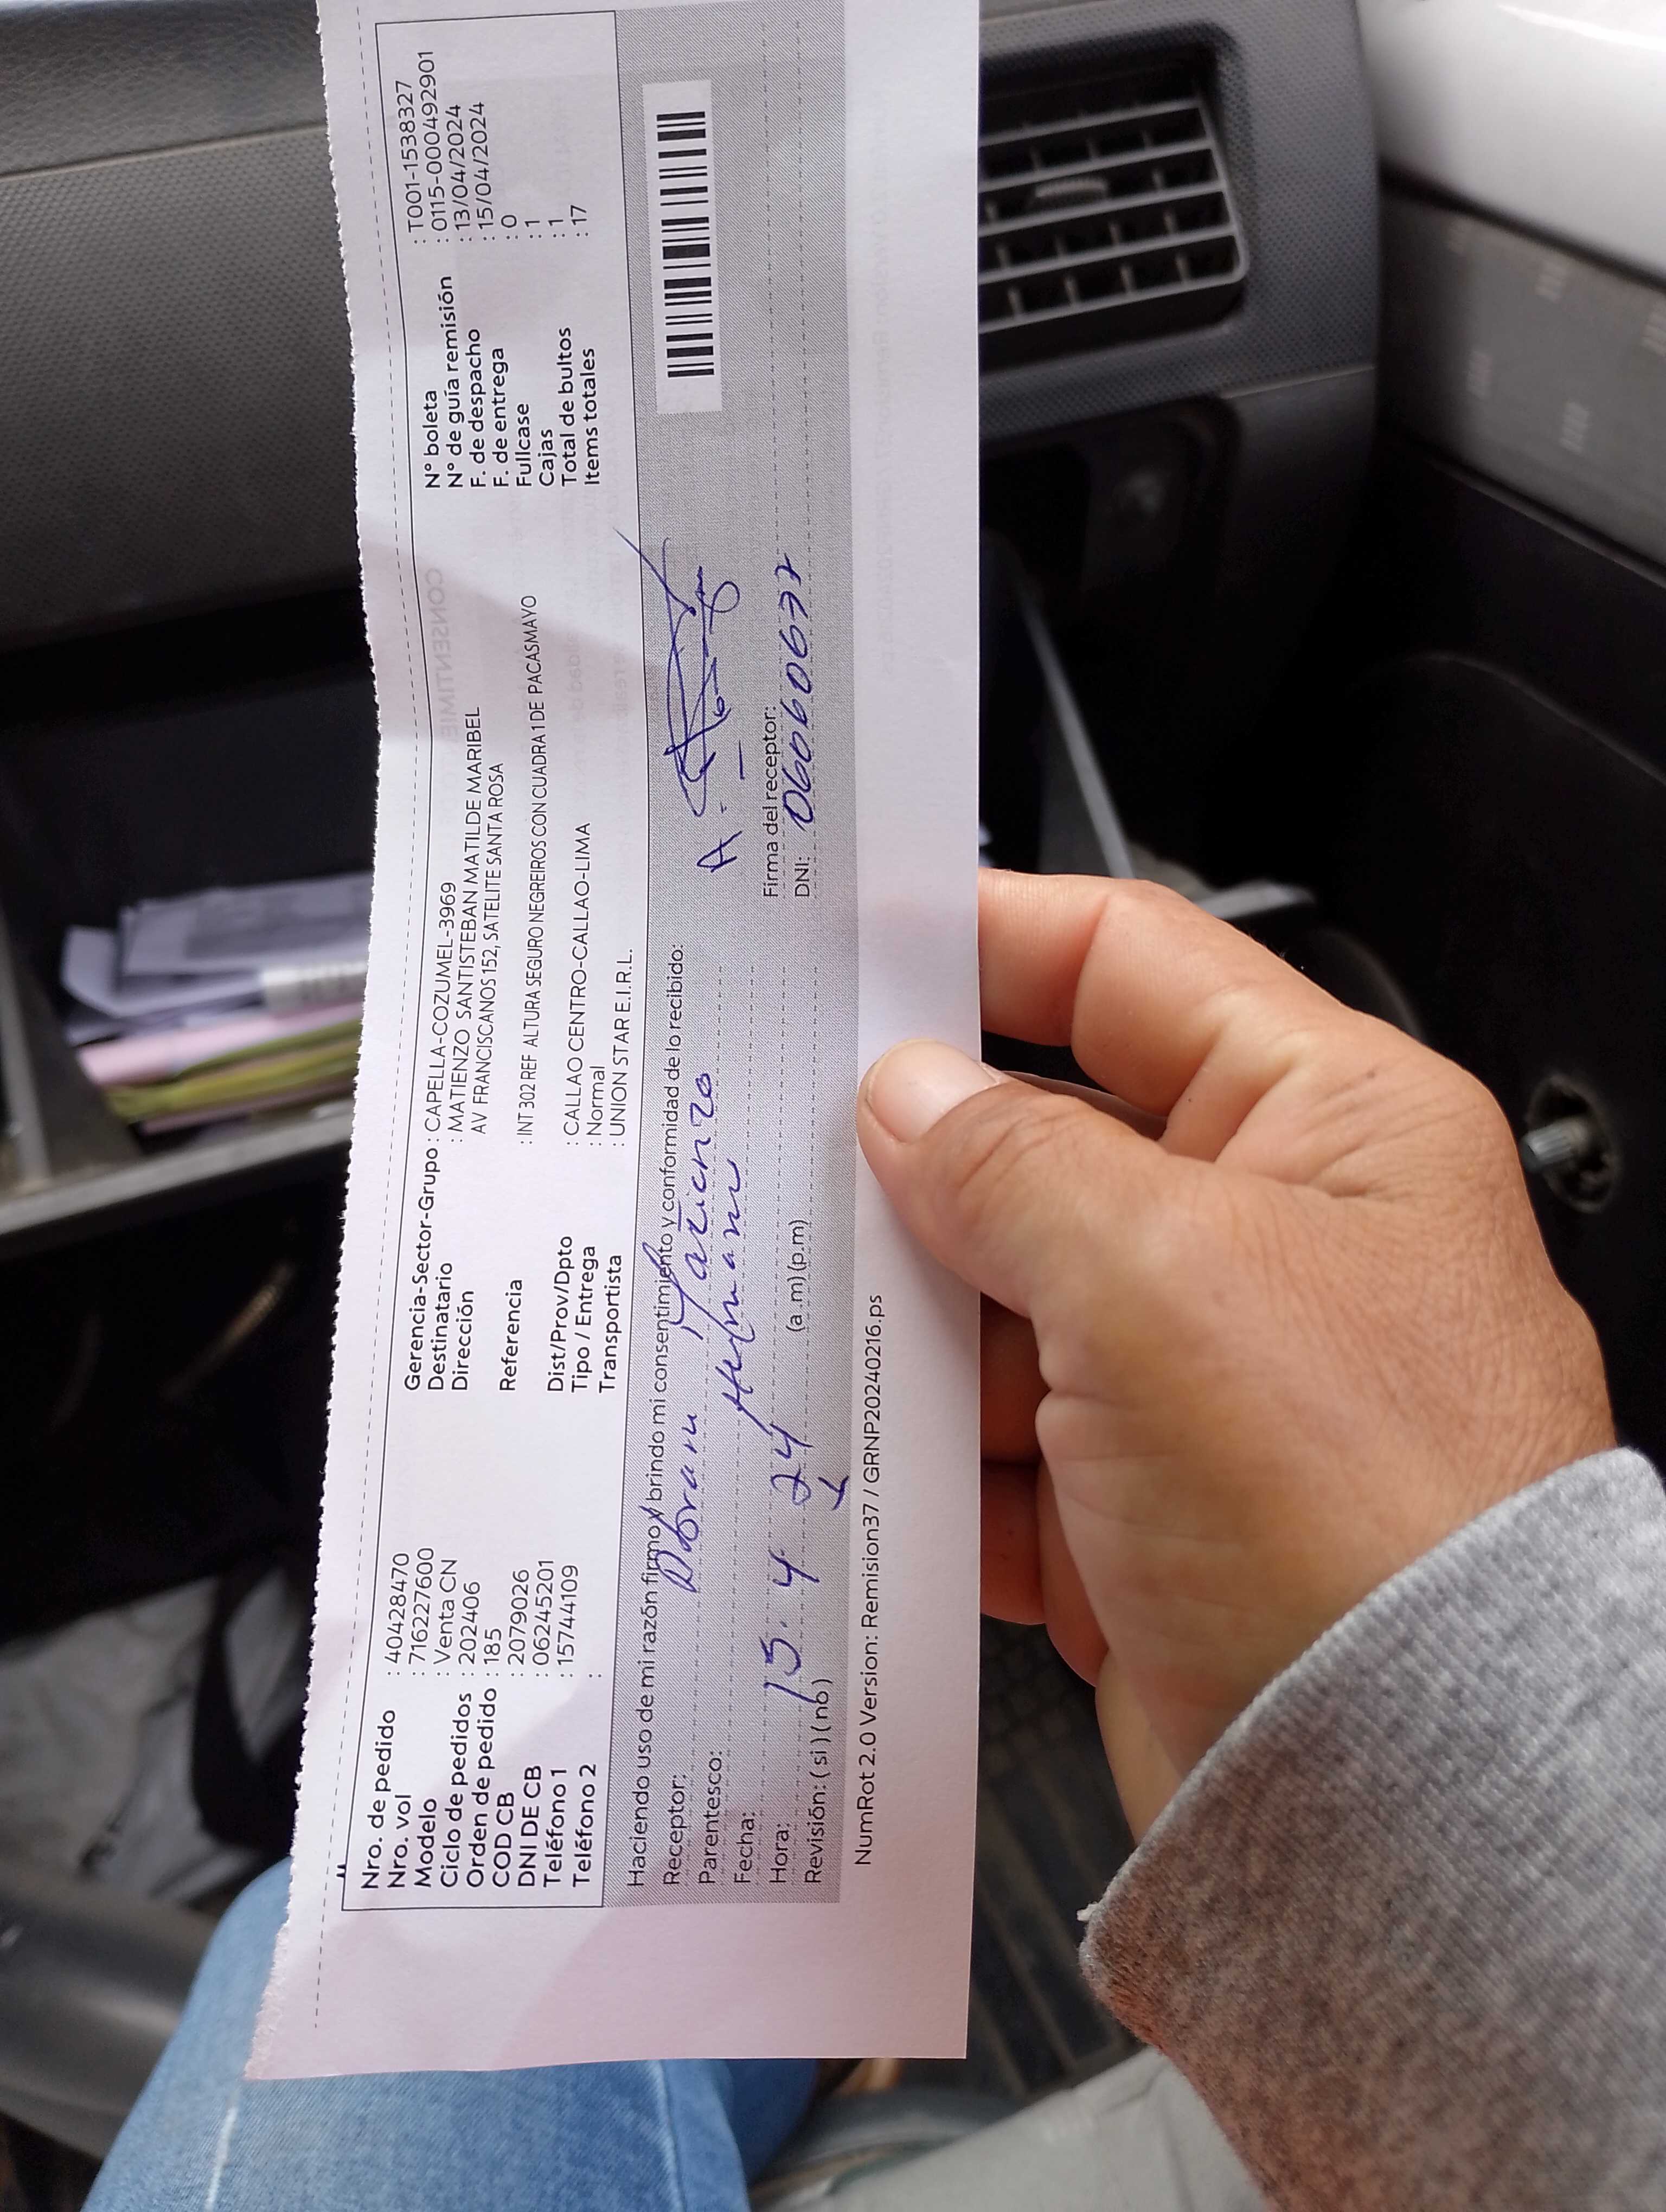 Nro. de pedido : 40428470
Nro. vol : 716227600
Modelo : Venta CN
Ciclo de pedidos : 202406
Orden de pedido : 185
COD CB : 2079026
DNI DE CB : 06245201
Teléfono 1 : 15744109
Teléfono 2 :
Gerencia-Sector-Grupo : CAPELLA-COZUMEL-3969
Destinatario : MATIENZO SANTISTEBAN MATILDE MARIBEL
Dirección AV FRANCISCANOS 152, SATELITE SANTA ROSA
Referencia : INT 302 REF ALTURA SEGURO NEGREIROS CON CUADRA 1 DE PACASMAYO
Dist/Prov/Dpto : CALLAO CENTRO-CALLAO-LIMA
Tipo / Entrega : Normal
Transportista : UNION STAR E.I.R.L.
N° boleta : T001-1538327
N° de guía remisión : 0115-0000492901
F. de despacho : 13/04/2024
F. de entrega : 15/04/2024
Fullcase : 0
Cajas : 1
Total de bultos : 1
Items totales : 17
Haciendo uso de mi razón firmo y brindo mi consentimiento y conformidad de lo recibido:
Receptor: Abram Matienzo
Parentesco: Hermano
Fecha: 15. 4 24
Hora: (a.m) (p.m)
Revisión: ( si ) ( no )
Firma del receptor:
DNI: 06060677
NumRot 2.0 Version: Remision37 / GRNP20240216.ps